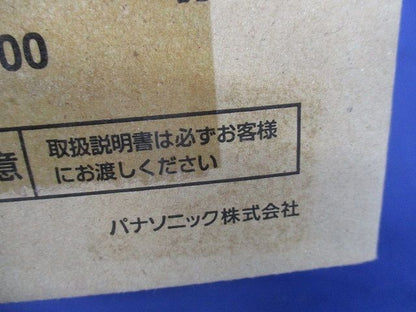 00
意
取扱説明書は必ずお客様
にお渡しください
パナソニック株式会社